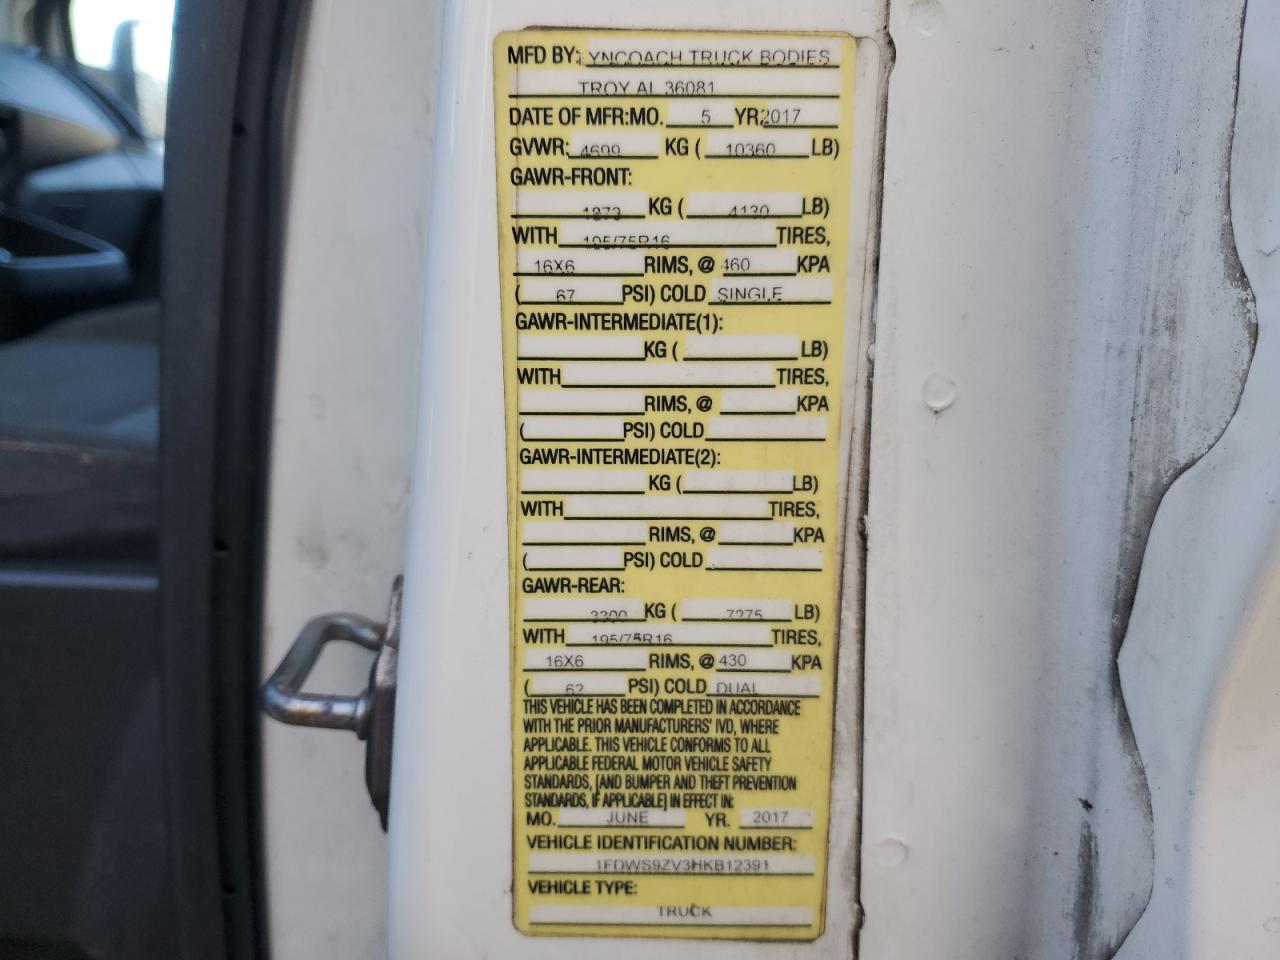 MFD BY: YNCOACH TRUCK BODIES
TROY AL 36081
DATE OF MFR:MO. 5 YR.2017
GVWR: 4699 KG ( 10360 LB)
GAWR-FRONT:
1873 KG ( 4130 LB)
WITH 195/75R16 TIRES,
16X6 RIMS, @ 460 KPA
( 67 PSI) COLD SINGLE
GAWR-INTERMEDIATE(1):
KG ( LB)
WITH TIRES,
RIMS, @ KPA
( PSI) COLD
GAWR-INTERMEDIATE(2):
KG ( LB)
WITH TIRES,
RIMS, @ KPA
( PSI) COLD
GAWR-REAR:
3300 KG ( 7275 LB)
WITH 195/75R16 TIRES,
16X6 RIMS, @ 430 KPA
( 62 PSI) COLD DUAL
THIS VEHICLE HAS BEEN COMPLETED IN ACCORDANCE
WITH THE PRIOR MANUFACTURERS' IVD, WHERE
APPLICABLE. THIS VEHICLE CONFORMS TO ALL
APPLICABLE FEDERAL MOTOR VEHICLE SAFETY
STANDARDS, [AND BUMPER AND THEFT PREVENTION
STANDARDS, IF APPLICABLE] IN EFFECT IN:
MO. JUNE YR. 2017
VEHICLE IDENTIFICATION NUMBER:
1FDWS9ZV3HKB12391
VEHICLE TYPE:
TRUCK